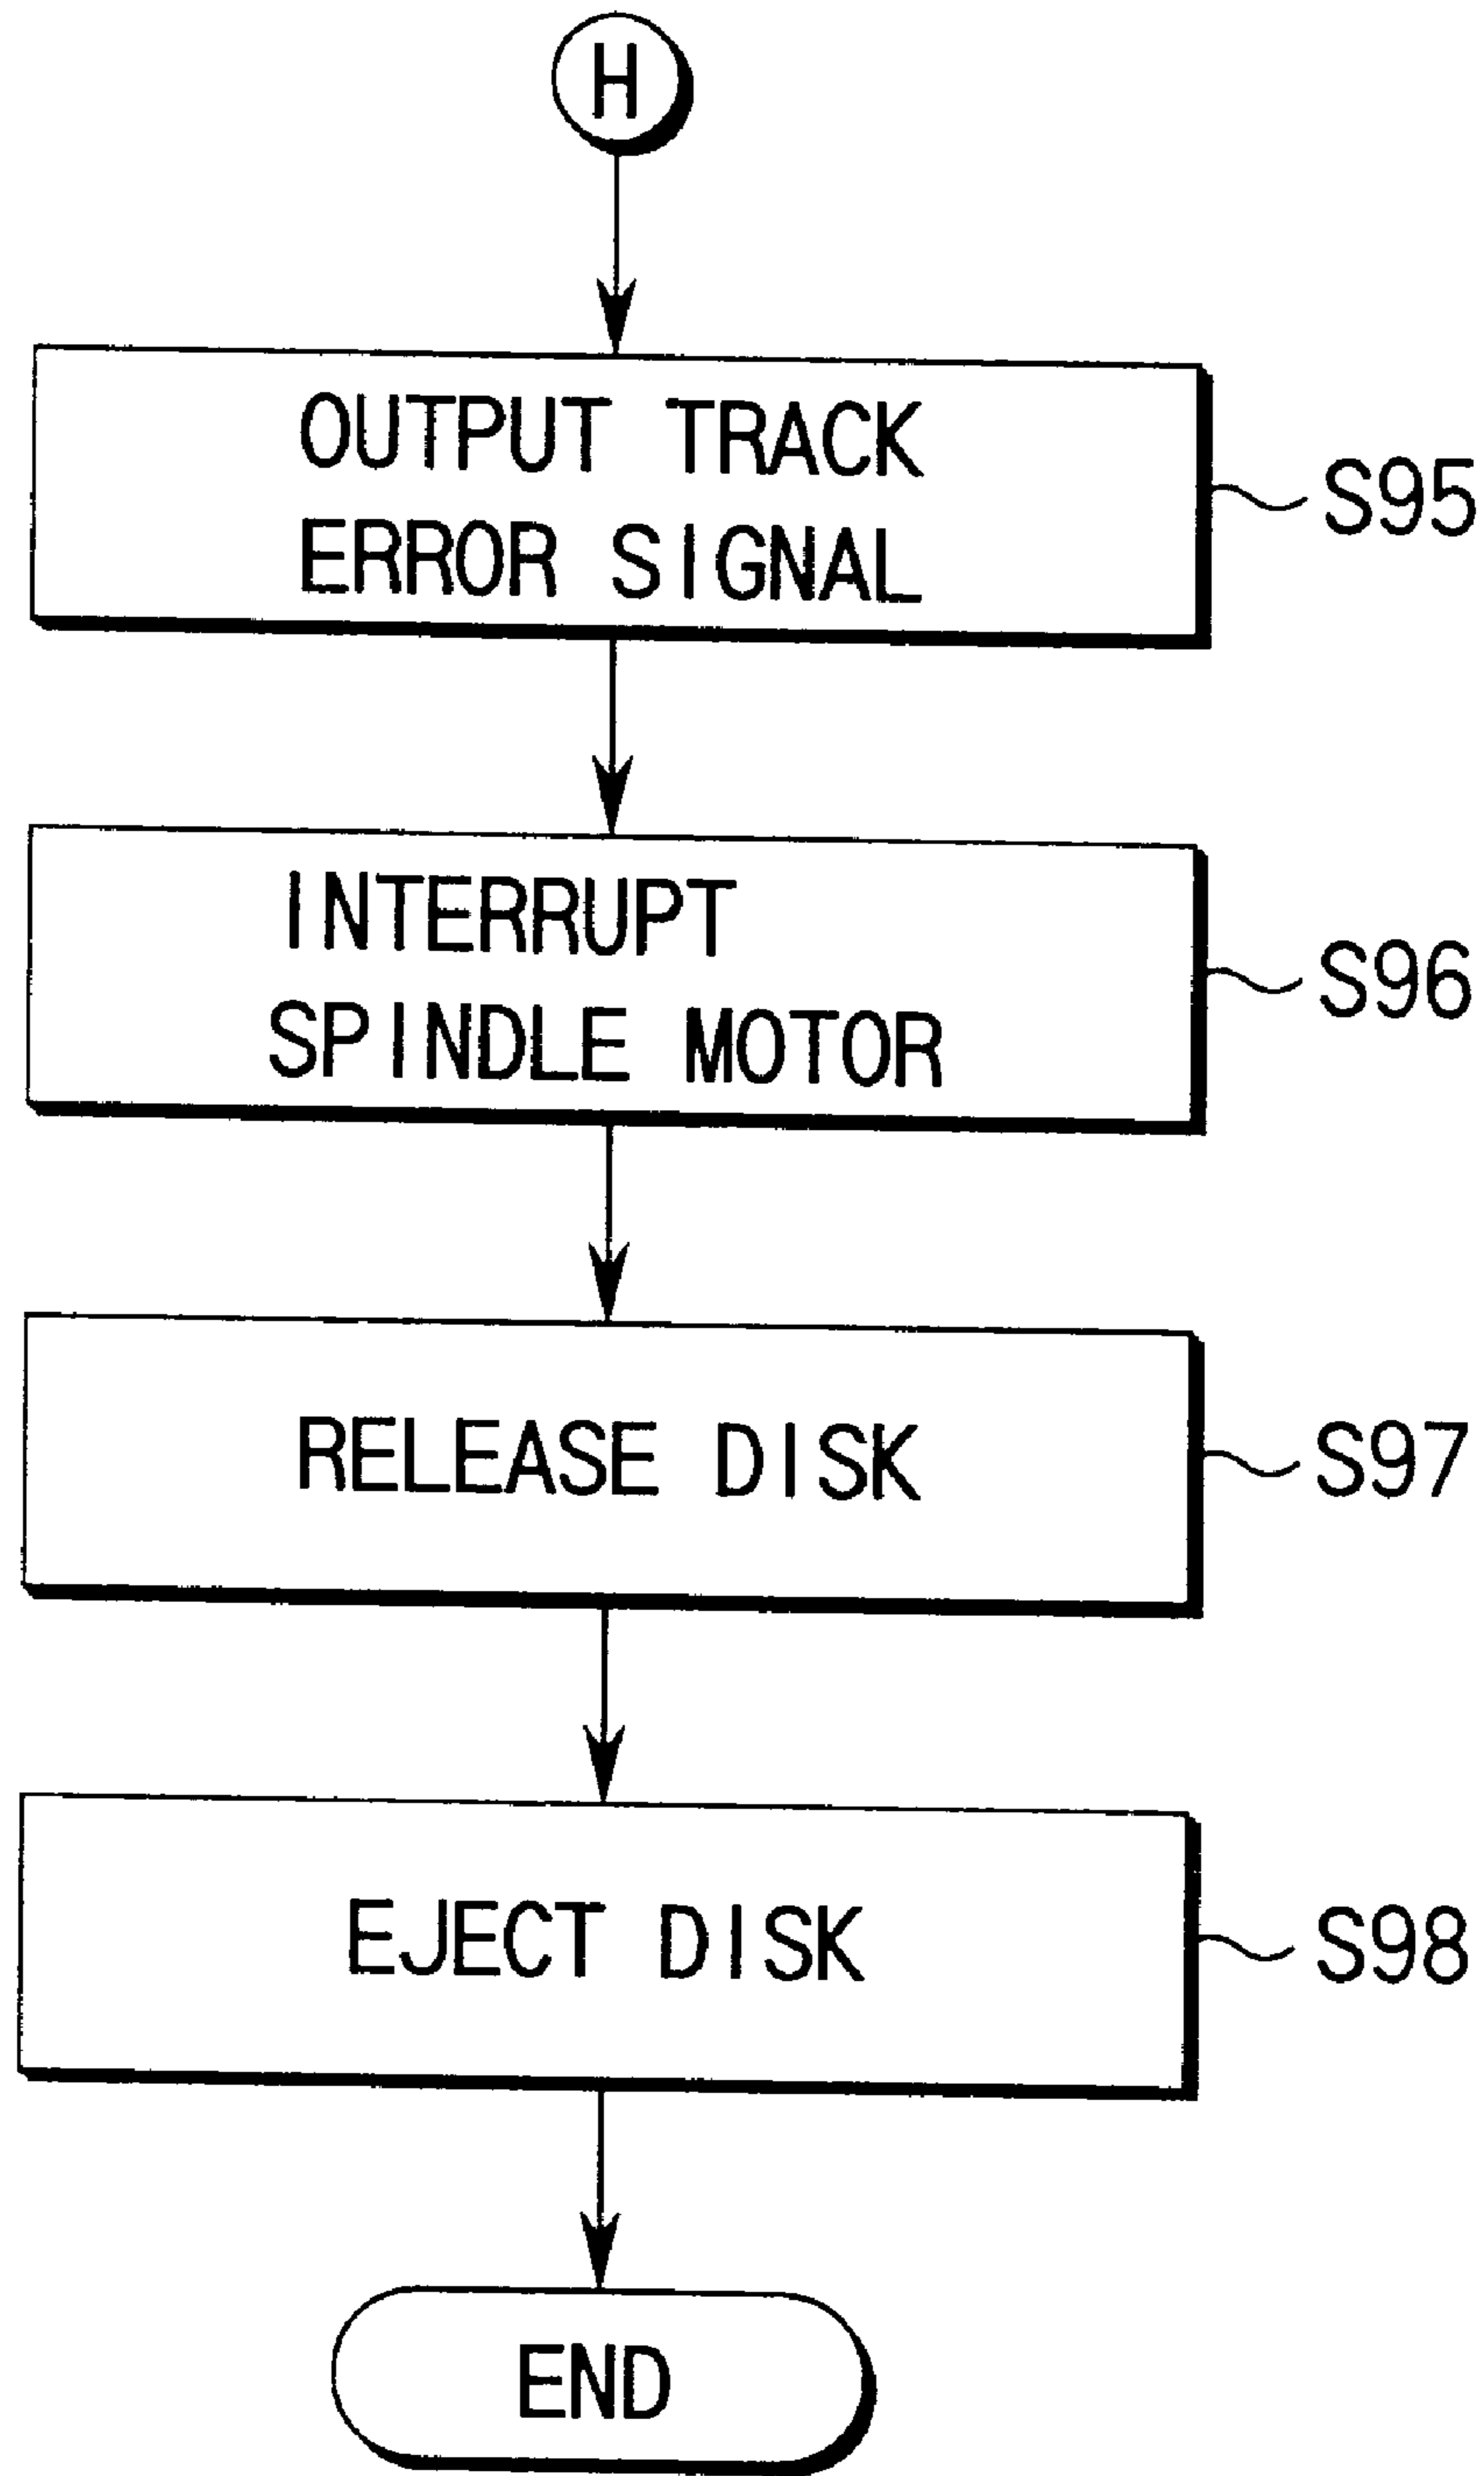 H
OUTPUT TRACK
ERROR SIGNAL
S95
INTERRUPT
SPINDLE MOTOR
S96
RELEASE DISK
S97
EJECT DISK
S98
END